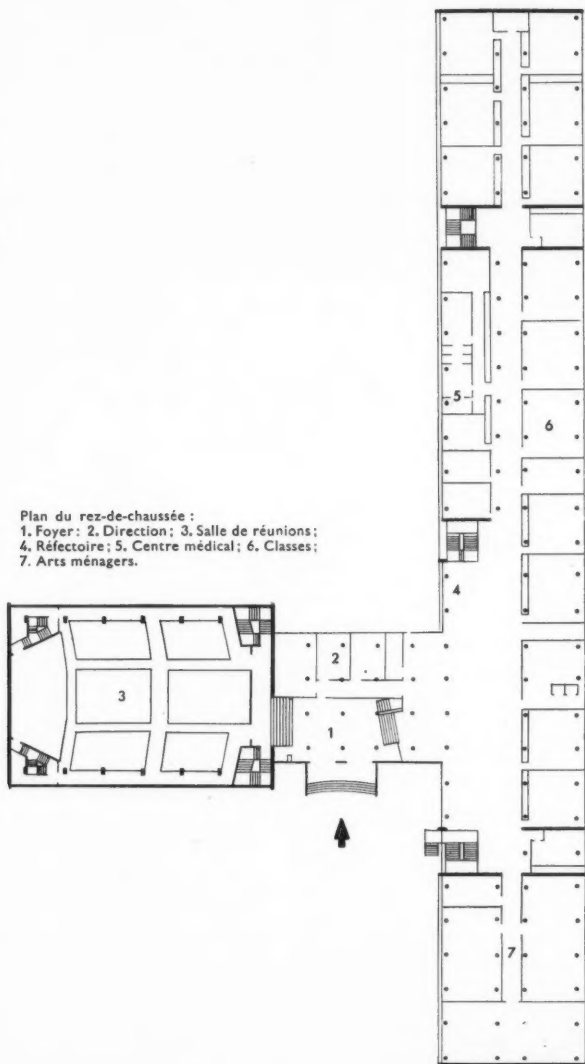 Plan du rez-de-chaussée :
1. Foyer; 2. Direction; 3. Salle de réunions;
4. Réfectoire; 5. Centre médical; 6. Classes;
7. Arts ménagers.
5
6
4
2
3
1
7